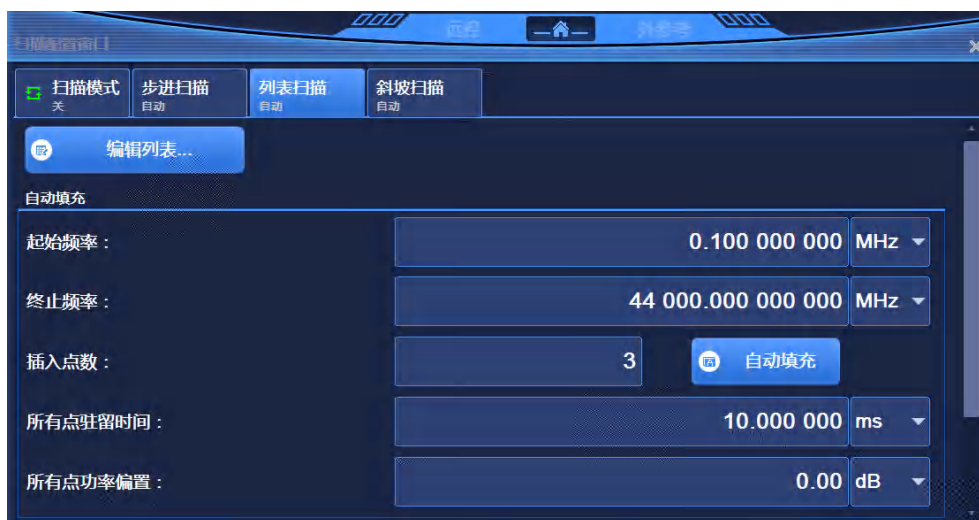 远程 外参考
扫描配置窗口
扫描模式 步进扫描 列表扫描 斜坡扫描
关 自动 自动 自动
编辑列表...
自动填充
起始频率： 0.100 000 000 MHz
终止频率： 44 000.000 000 000 MHz
插入点数： 3 自动填充
所有点驻留时间： 10.000 000 ms
所有点功率偏置： 0.00 dB